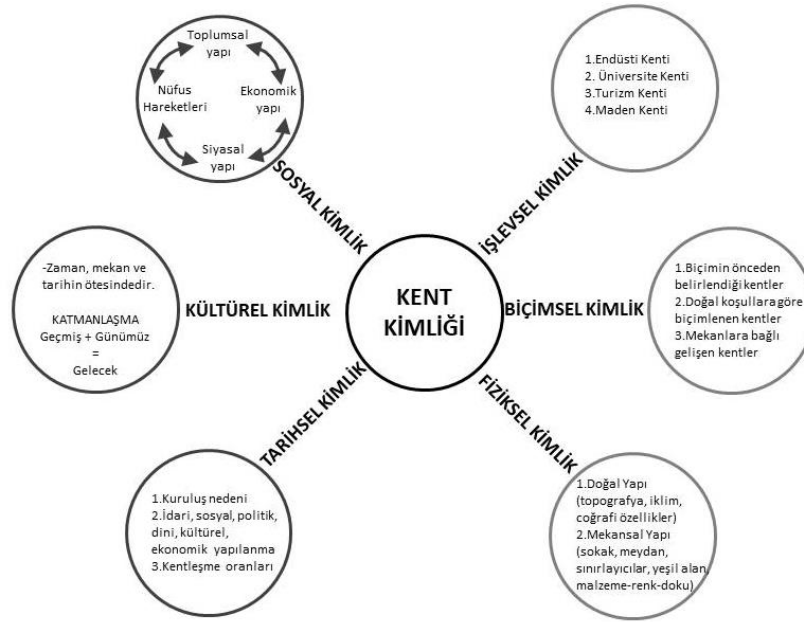 Toplumsal
yapı
Nüfus
Hareketleri
Ekonomik
yapı
Siyasal
yapı
SOSYAL KİMLİK
1.Endüsti Kenti
2. Üniversite Kenti
3.Turizm Kenti
4.Maden Kenti
İŞLEVSEL KİMLİK
-Zaman, mekan ve
tarihin ötesindedir.
KATMANLAŞMA
Geçmiş + Günümüz
=
Gelecek
KÜLTÜREL KİMLİK
KENT
KİMLİĞİ
BİÇİMSEL KİMLİK
1.Biçimin önceden
belirlendiği kentler
2.Doğal koşullara göre
biçimlenen kentler
3.Mekanlara bağlı
gelişen kentler
TARİHSEL KİMLİK
1.Kuruluş nedeni
2.İdari, sosyal, politik,
dini, kültürel,
ekonomik yapılanma
3.Kentleşme oranları
FİZİKSEL KİMLİK
1.Doğal Yapı
(topografya, iklim,
coğrafi özellikler)
2.Mekansal Yapı
(sokak, meydan,
sınırlayıcılar, yeşil alan,
malzeme-renk-doku)